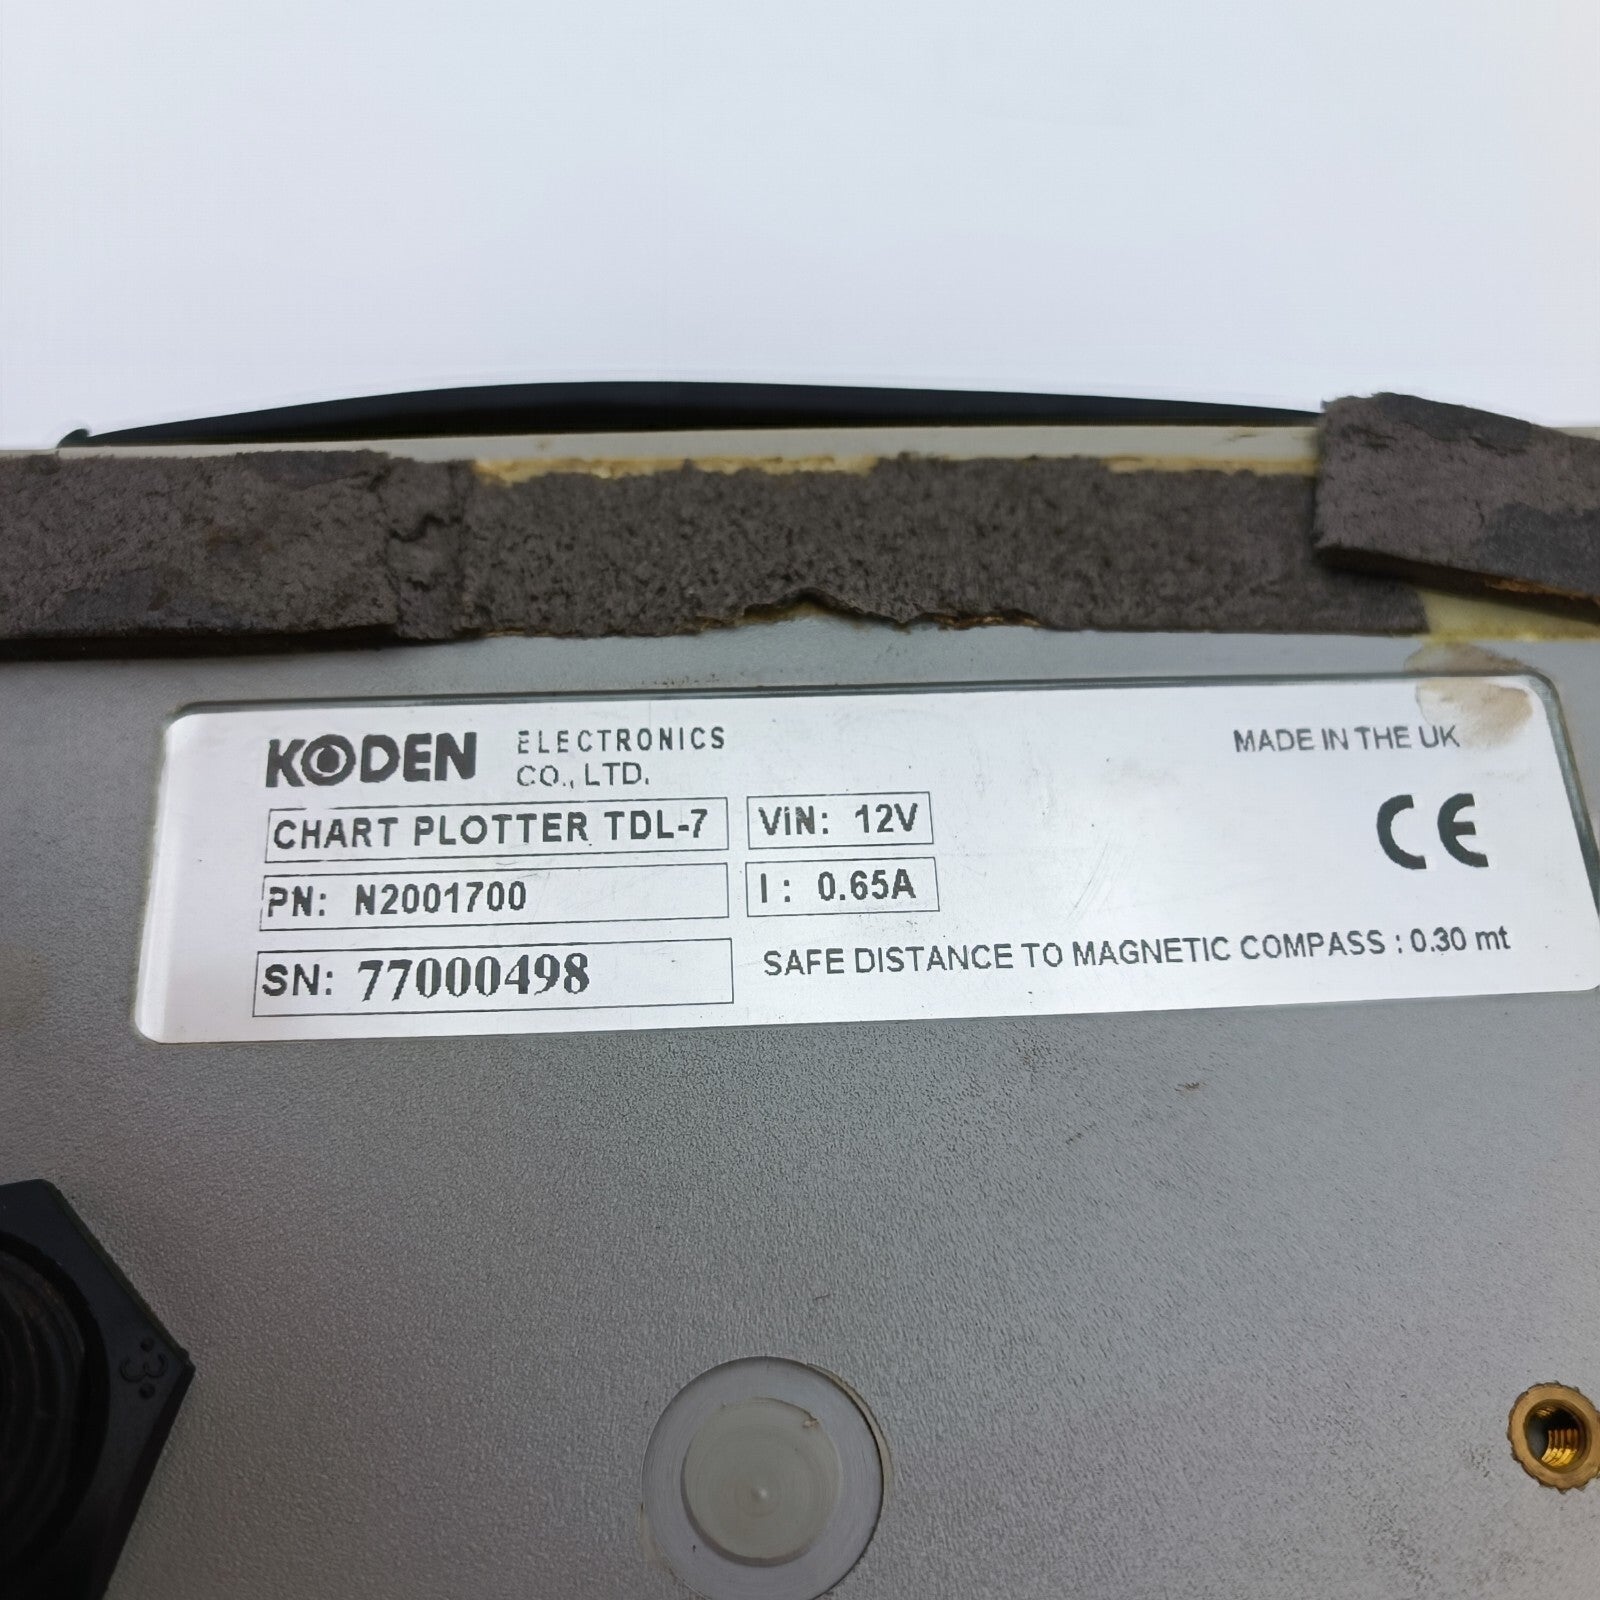 KODEN ELECTRONICS
CO., LTD.
MADE IN THE UK
CHART PLOTTER TDL-7
VIN: 12V
CE
PN: N2001700
I: 0.65A
SN: 77000498
SAFE DISTANCE TO MAGNETIC COMPASS : 0.30 mt